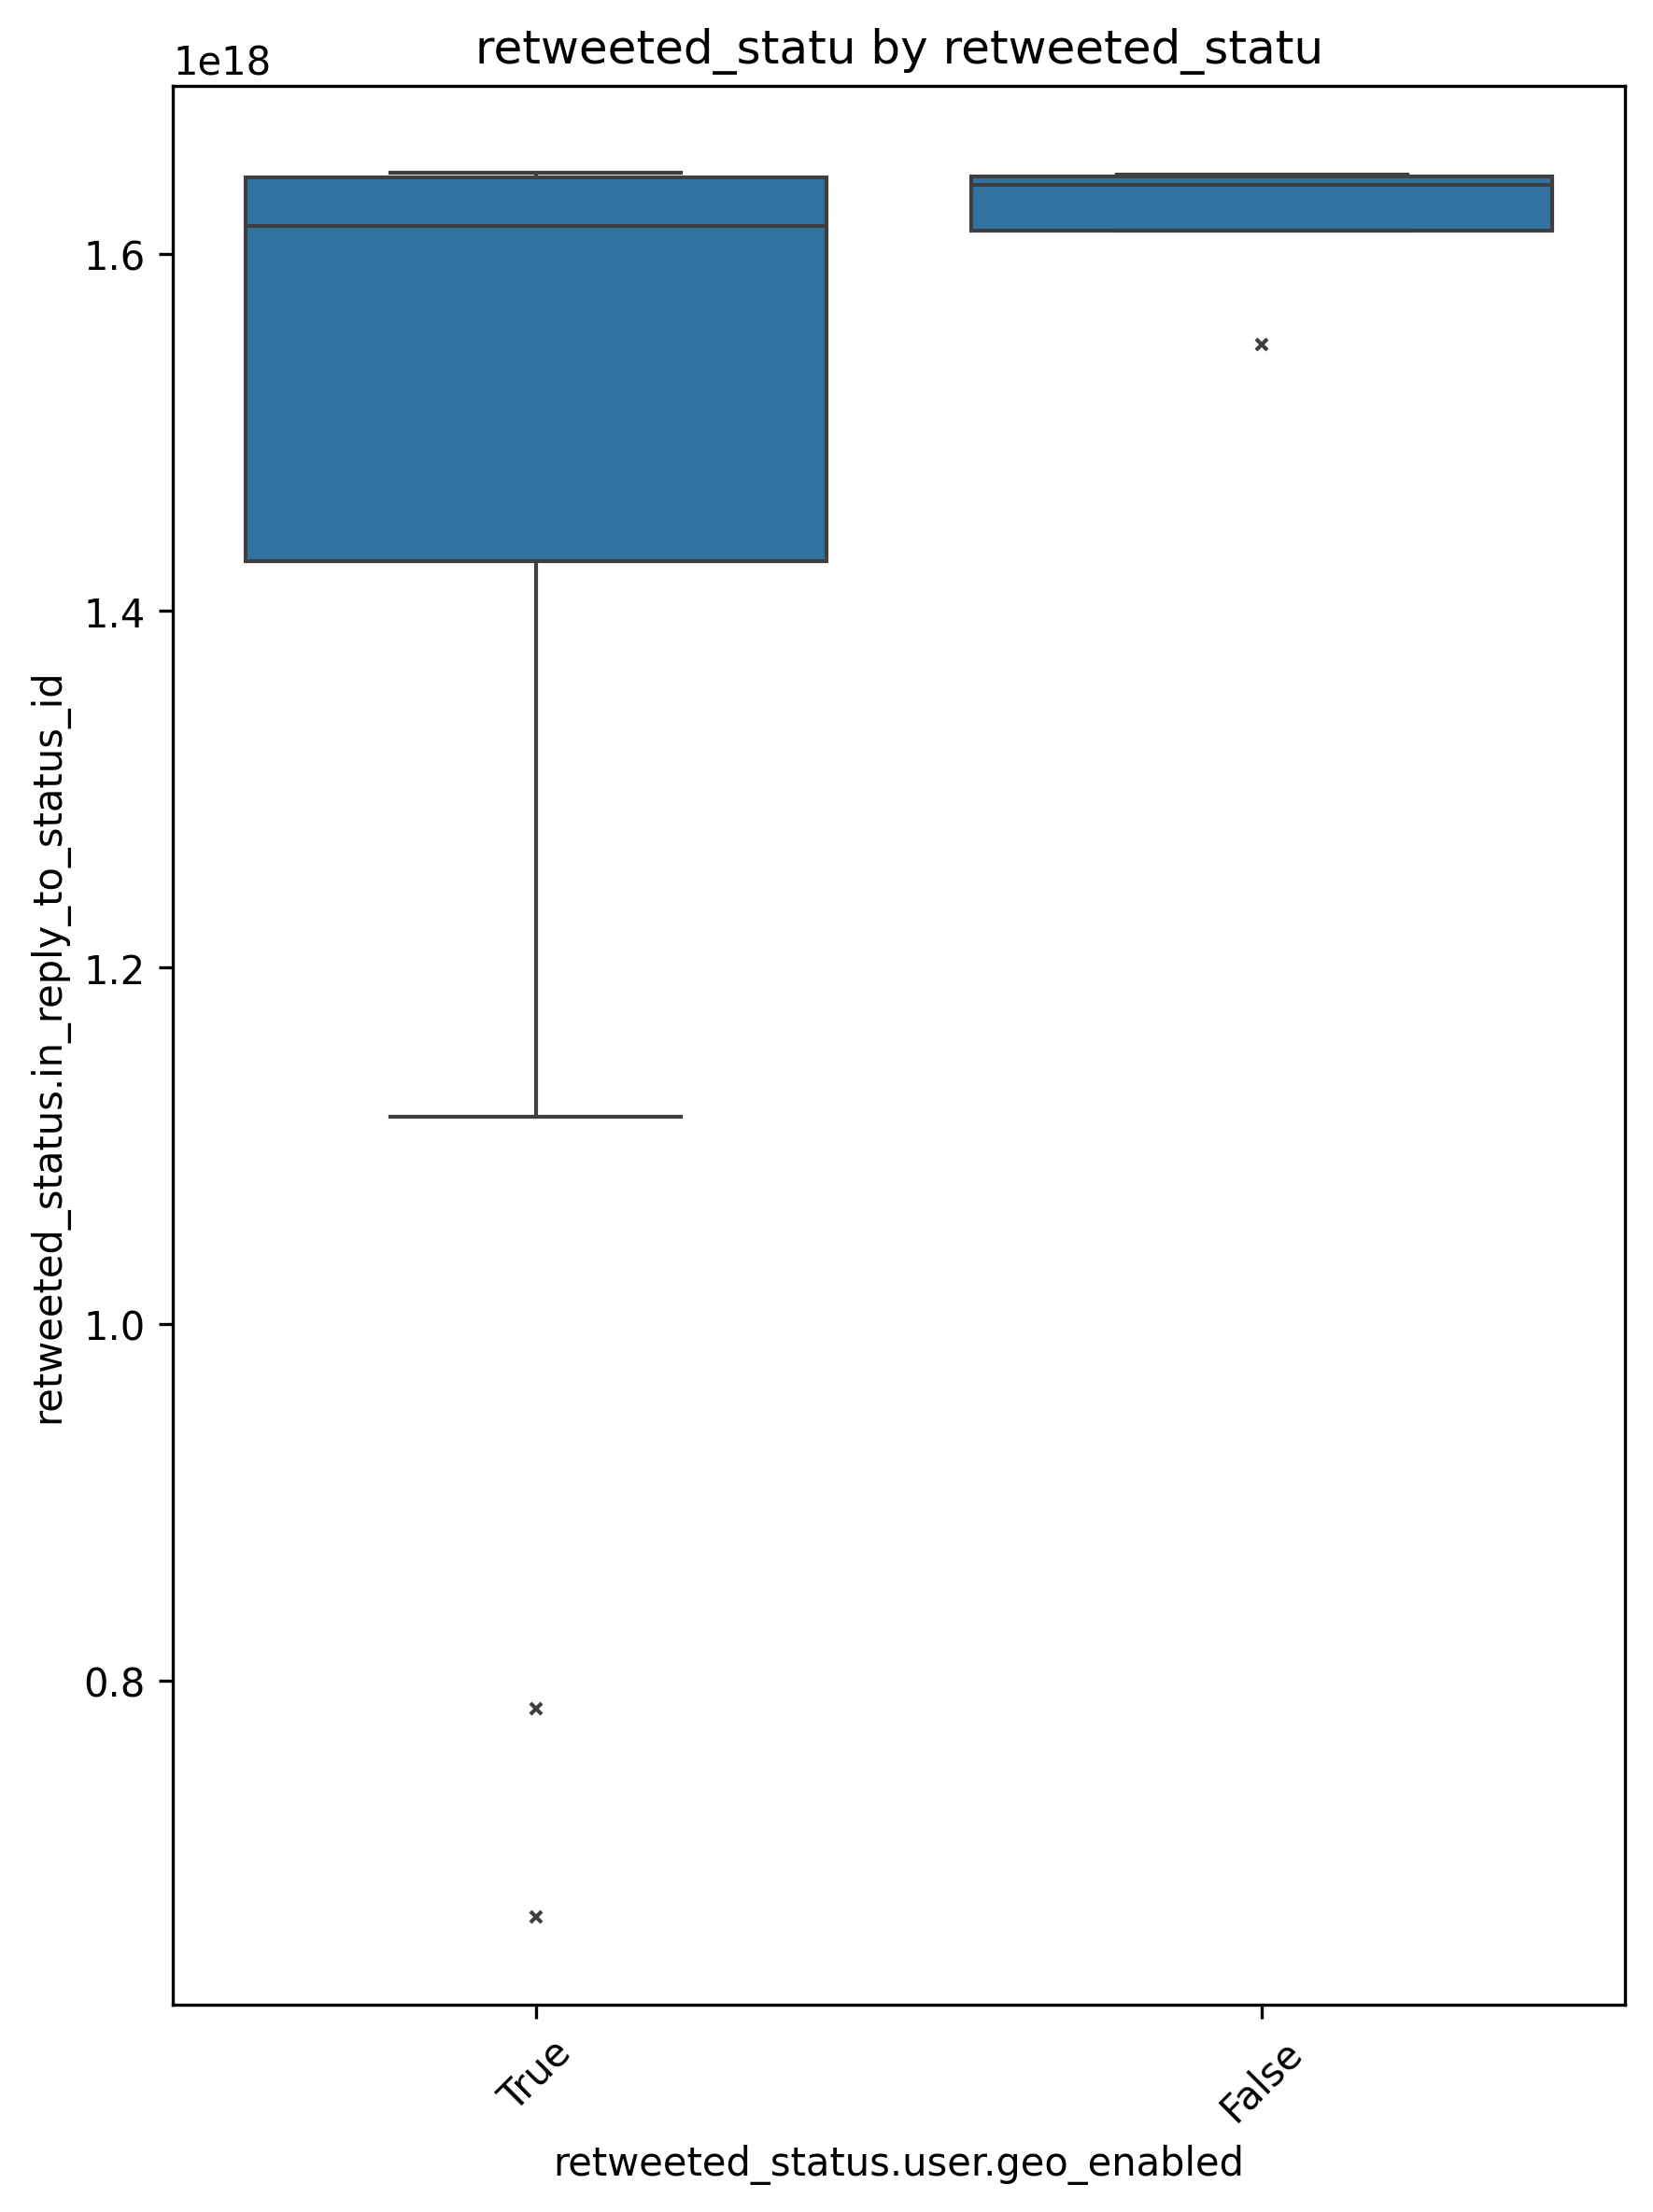 retweeted_statu by retweeted_statu
1e18
1.6
1.4
1.2
1.0
0.8
retweeted_status.in_reply_to_status_id
True
False
retweeted_status.user.geo_enabled